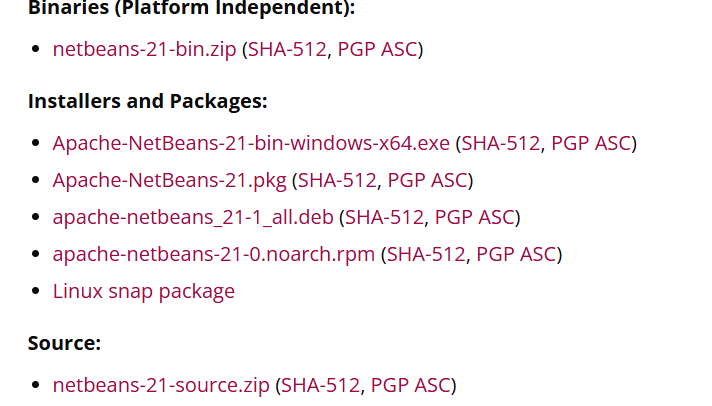 Binaries (Platform Independent):
netbeans-21-bin.zip (SHA-512, PGP ASC)
Installers and Packages:
Apache-NetBeans-21-bin-windows-x64.exe (SHA-512, PGP ASC)
Apache-NetBeans-21.pkg (SHA-512, PGP ASC)
apache-netbeans_21-1_all.deb (SHA-512, PGP ASC)
apache-netbeans-21-0.noarch.rpm (SHA-512, PGP ASC)
Linux snap package
Source:
netbeans-21-source.zip (SHA-512, PGP ASC)